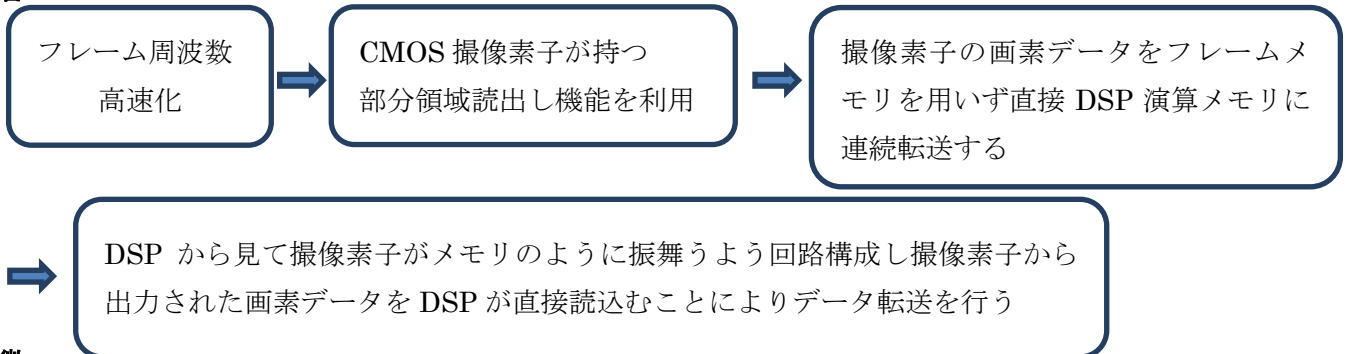 フレーム周波数
高速化
CMOS 撮像素子が持つ
部分領域読出し機能を利用
撮像素子の画素データをフレームメ
モリを用いず直接 DSP 演算メモリに
連続転送する
DSP から見て撮像素子がメモリのように振舞うよう回路構成し撮像素子から
出力された画素データを DSP が直接読込むことによりデータ転送を行う